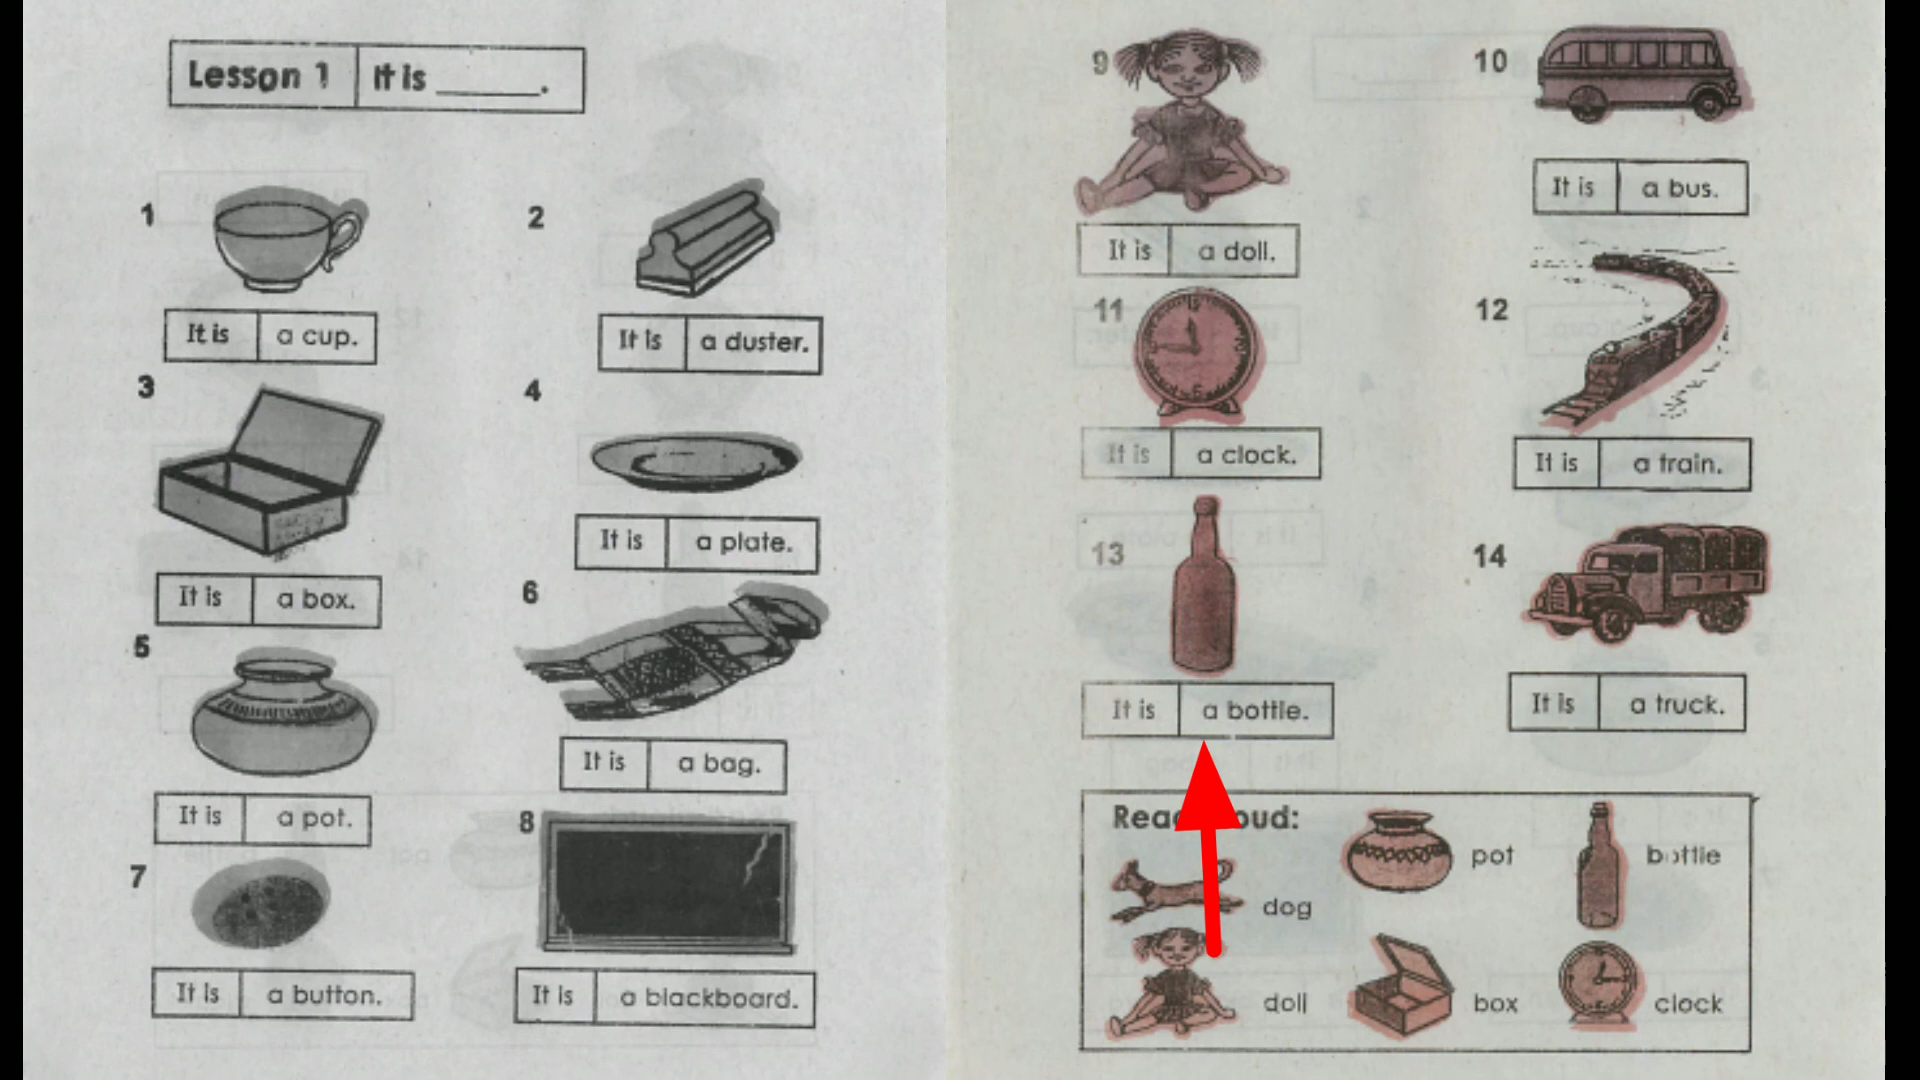 Lesson 1 It is ______.
1
2
It is a cup.
It is a duster.
3
4
It is a box.
It is a plate.
5
6
It is a pot.
It is a bag.
7
8
It is a button.
It is a blackboard.
9
10
It is a doll.
It is a bus.
11
12
It is a clock.
It is a train.
13
14
It is a bottle.
It is a truck.
pot
bottle
dog
doll
box
clock